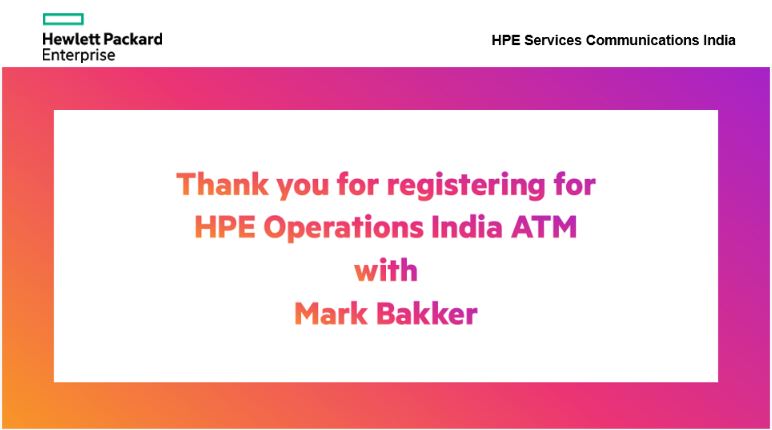 Hewlett Packard
Enterprise
HPE Services Communications India
Thank you for registering for
HPE Operations India ATM
with
Mark Bakker